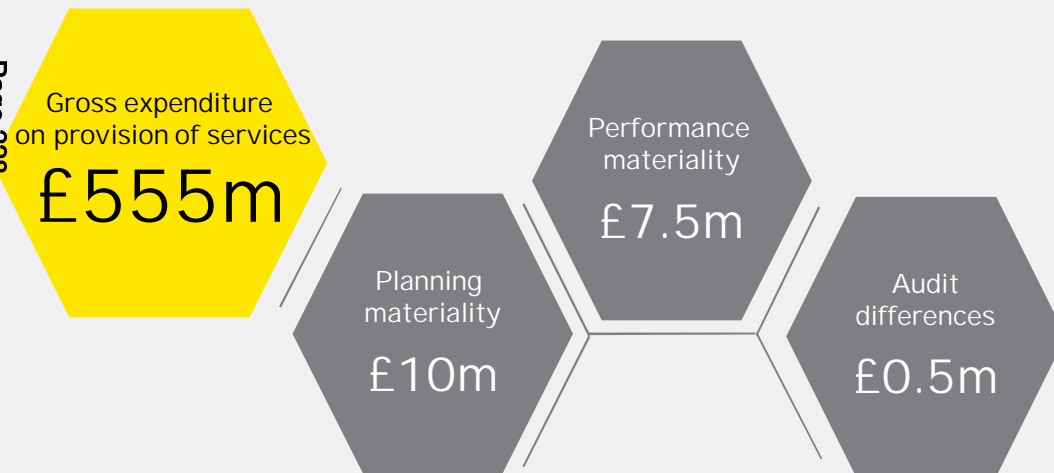 Gross expenditure
on provision of services
£555m
Planning
materiality
£10m
Performance
materiality
£7.5m
Audit
differences
£0.5m